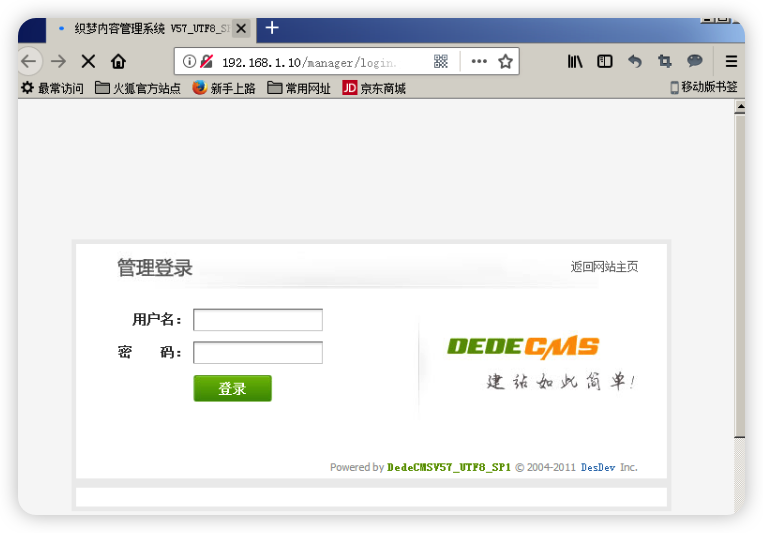 织梦内容管理系统 V57_UTF8_SP
192.168.1.10/manager/login.
最常访问 火狐官方站点 新手上路 常用网址 JD 京东商城 移动版书签
管理登录 返回网站主页
用户名：
密 码：
登录
DEDECMS
建站如此简单!
Powered by DedeCMSV57_UTF8_SP1 © 2004-2011 DesDev Inc.